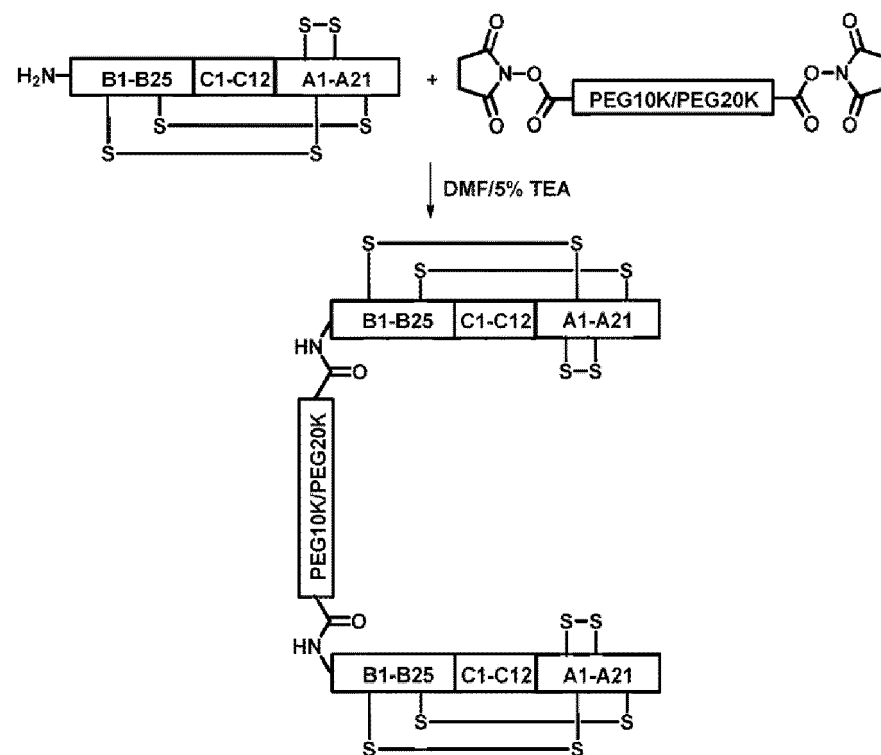 S-S
O O
H₂N B1-B25 C1-C12 A1-A21 + N O PEG10K/PEG20K O N
S S O O O O
S S
DMF/5% TEA
S S
S S
B1-B25 C1-C12 A1-A21
HN
O S-S
PEG10K/PEG20K
O S-S
HN
B1-B25 C1-C12 A1-A21
S S
S S